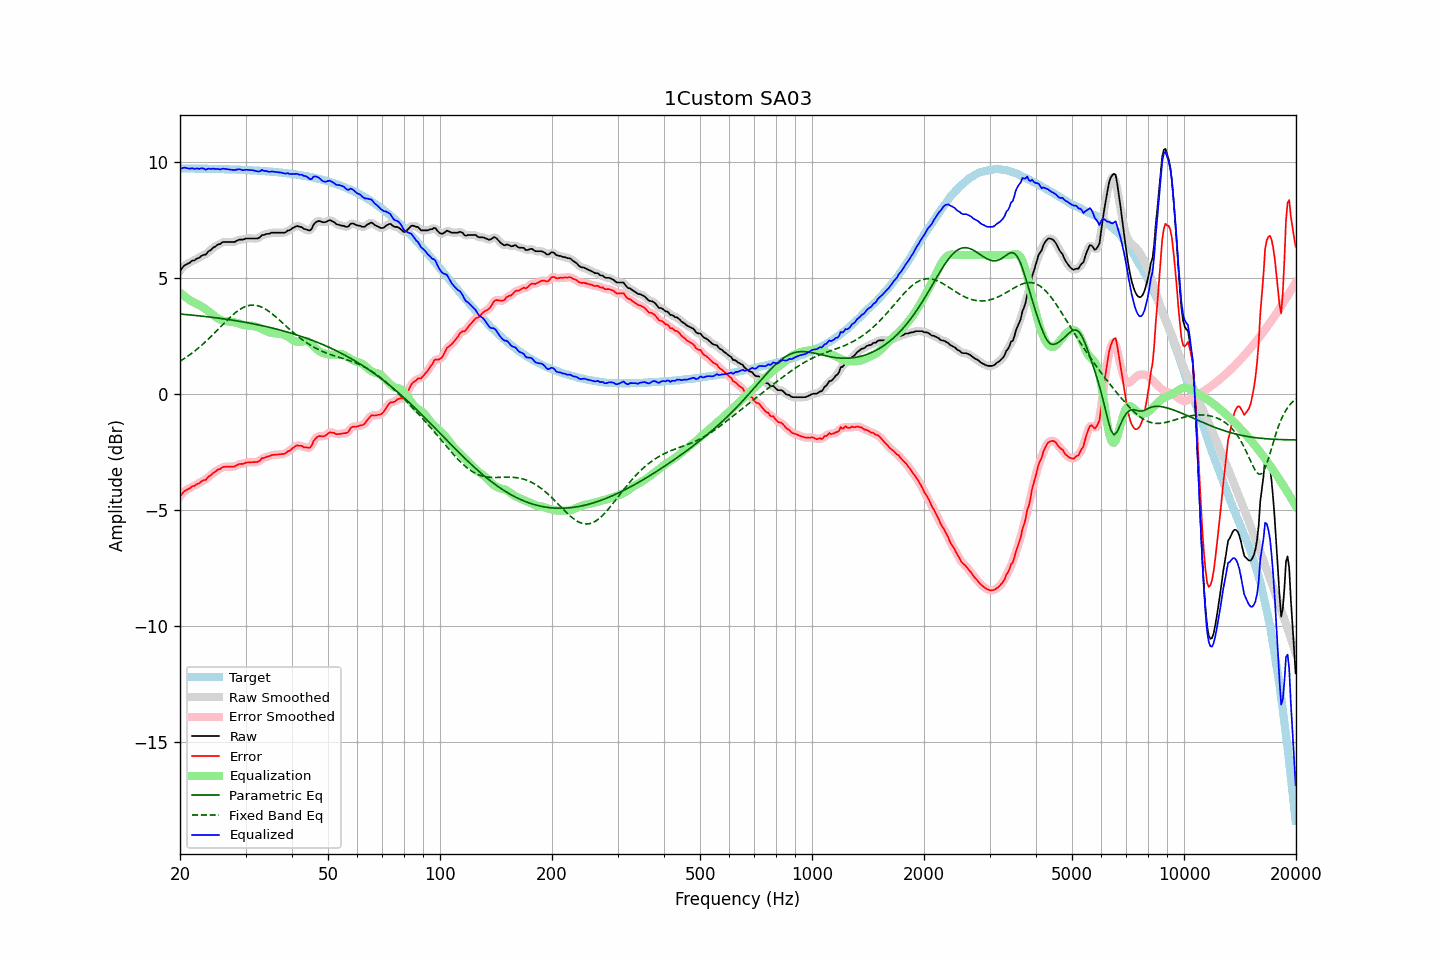 1Custom SA03
Amplitude (dBr)
10
5
0
−5
−10
−15
Target
Raw Smoothed
Error Smoothed
Raw
Error
Equalization
Parametric Eq
Fixed Band Eq
Equalized
20 50 100 200 500 1000 2000 5000 10000 20000
Frequency (Hz)